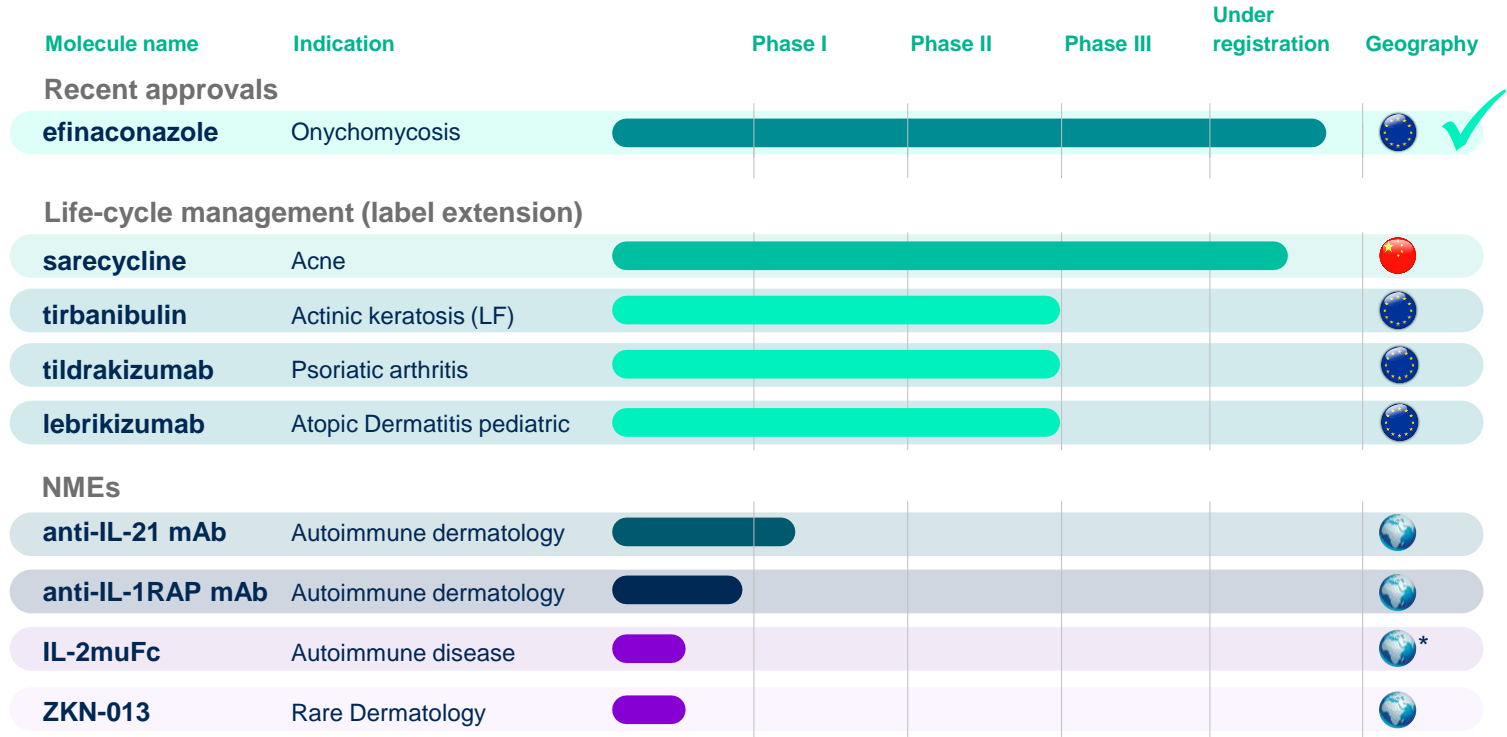 Molecule name Indication Phase I Phase II Phase III Under registration Geography
Recent approvals
efinaconazole Onychomycosis
Life-cycle management (label extension)
sarecycline Acne
tirbanibulin Actinic keratosis (LF)
tildrakizumab Psoriatic arthritis
lebrikizumab Atopic Dermatitis pediatric
NMEs
anti-IL-21 mAb Autoimmune dermatology
anti-IL-1RAP mAb Autoimmune dermatology
IL-2muFc Autoimmune disease *
ZKN-013 Rare Dermatology